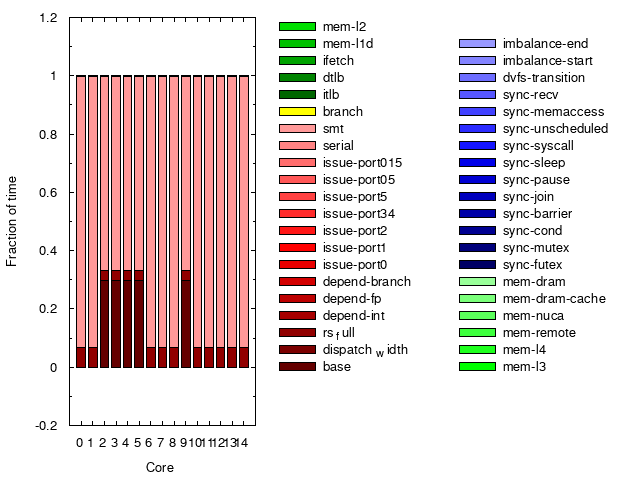 1.2
1
0.8
0.6
0.4
0.2
0
-0.2
Fraction of time
0 1 2 3 4 5 6 7 8 9 10 11 12 13 14
Core
mem-l2
mem-l1d
ifetch
dtlb
itlb
branch
smt
serial
issue-port015
issue-port05
issue-port5
issue-port34
issue-port2
issue-port1
issue-port0
depend-branch
depend-fp
depend-int
rs_full
dispatch_width
base
imbalance-end
imbalance-start
dvfs-transition
sync-recv
sync-memaccess
sync-unscheduled
sync-syscall
sync-sleep
sync-pause
sync-join
sync-barrier
sync-cond
sync-mutex
sync-futex
mem-dram
mem-dram-cache
mem-nuca
mem-remote
mem-l4
mem-l3